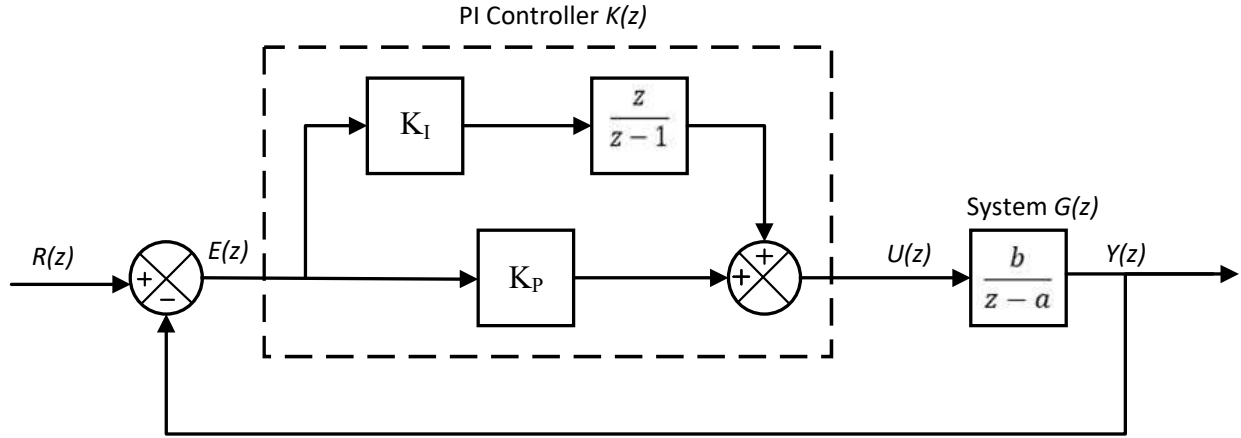 PI Controller K(z)
K_I
z
z − 1
System G(z)
R(z)
E(z)
U(z)
Y(z)
+
−
K_P
+
+
b
z − a